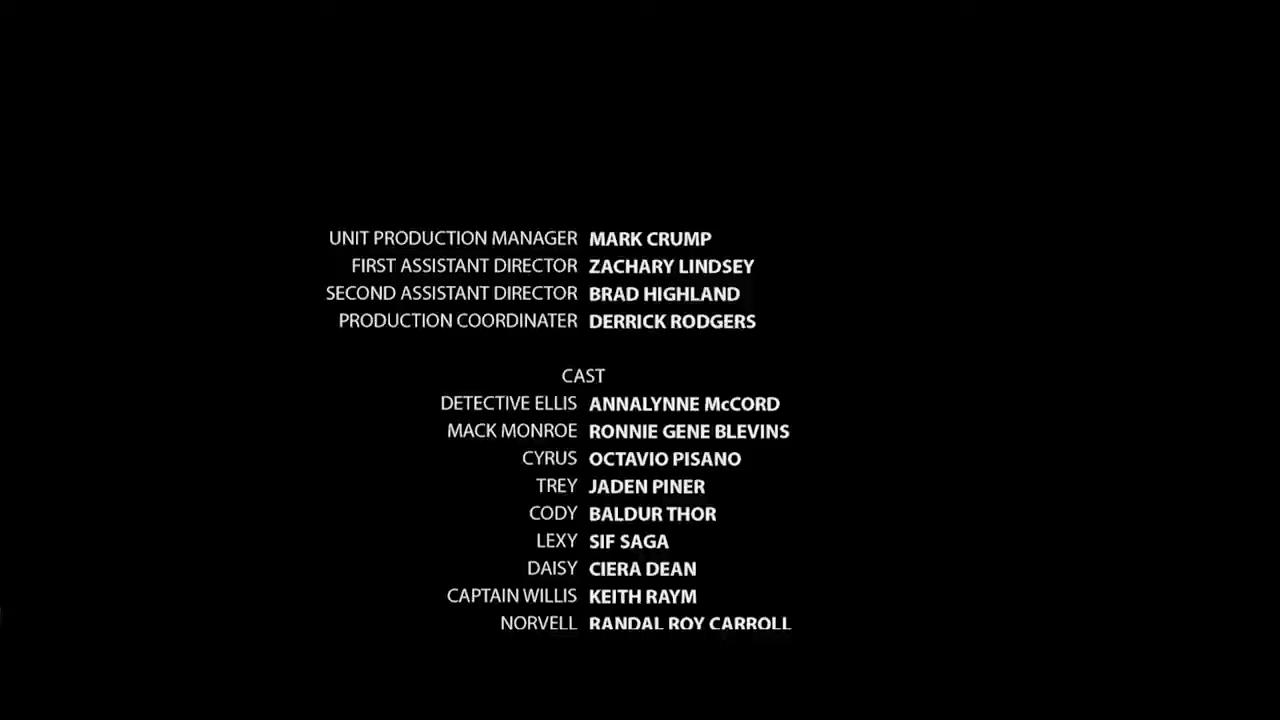 UNIT PRODUCTION MANAGER MARK CRUMP
FIRST ASSISTANT DIRECTOR ZACHARY LINDSEY
SECOND ASSISTANT DIRECTOR BRAD HIGHLAND
PRODUCTION COORDINATER DERRICK RODGERS
CAST
DETECTIVE ELLIS ANNALYNNE McCORD
MACK MONROE RONNIE GENE BLEVINS
CYRUS OCTAVIO PISANO
TREY JADEN PINER
CODY BALDUR THOR
LEXY SIF SAGA
DAISY CIERA DEAN
CAPTAIN WILLIS KEITH RAYM
NORVELL RANDAL ROY CARROLL